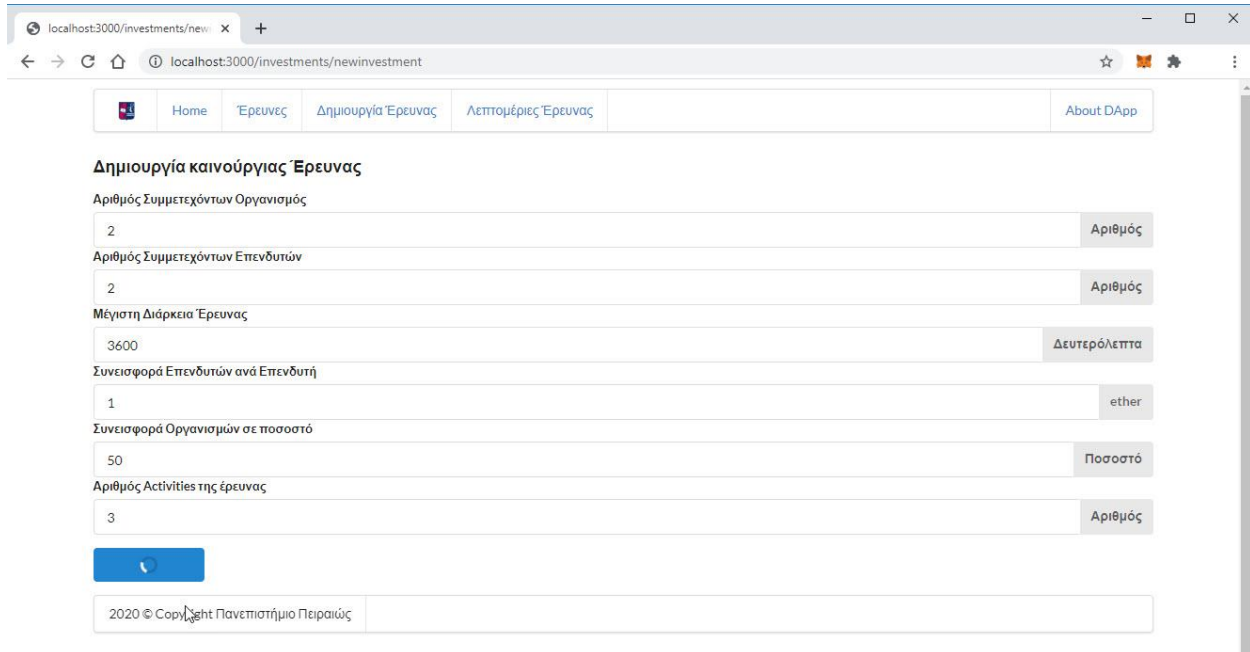 localhost:3000/investments/new
localhost:3000/investments/newinvestment
Home Έρευνες Δημιουργία Έρευνας Λεπτομέριες Έρευνας About DApp
Δημιουργία καινούργιας Έρευνας
Αριθμός Συμμετεχόντων Οργανισμός
2 Αριθμός
Αριθμός Συμμετεχόντων Επενδυτών
2 Αριθμός
Μέγιστη Διάρκεια Έρευνας
3600 Δευτερόλεπτα
Συνεισφορά Επενδυτών ανά Επενδυτή
1 ether
Συνεισφορά Οργανισμών σε ποσοστό
50 Ποσοστό
Αριθμός Activities της έρευνας
3 Αριθμός
2020 © Copyright Πανεπιστήμιο Πειραιώς